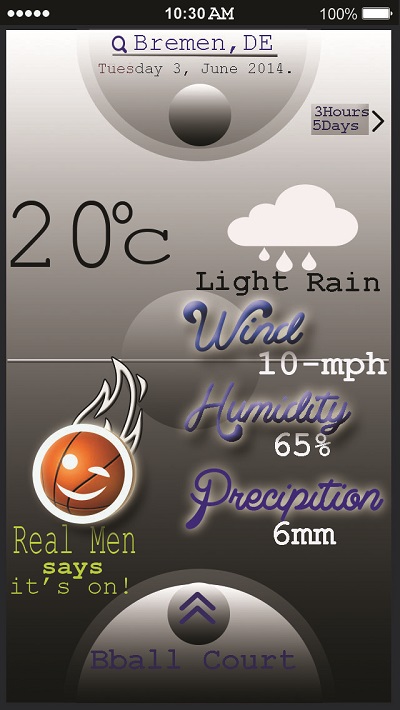 10:30 AM
100%
Bremen,DE
Tuesday 3, June 2014.
3Hours
5Days
20°c
Light Rain
Wind
10-mph
Humidity
65%
Precipition
6mm
Real Men
says
it's on!
Bball Court